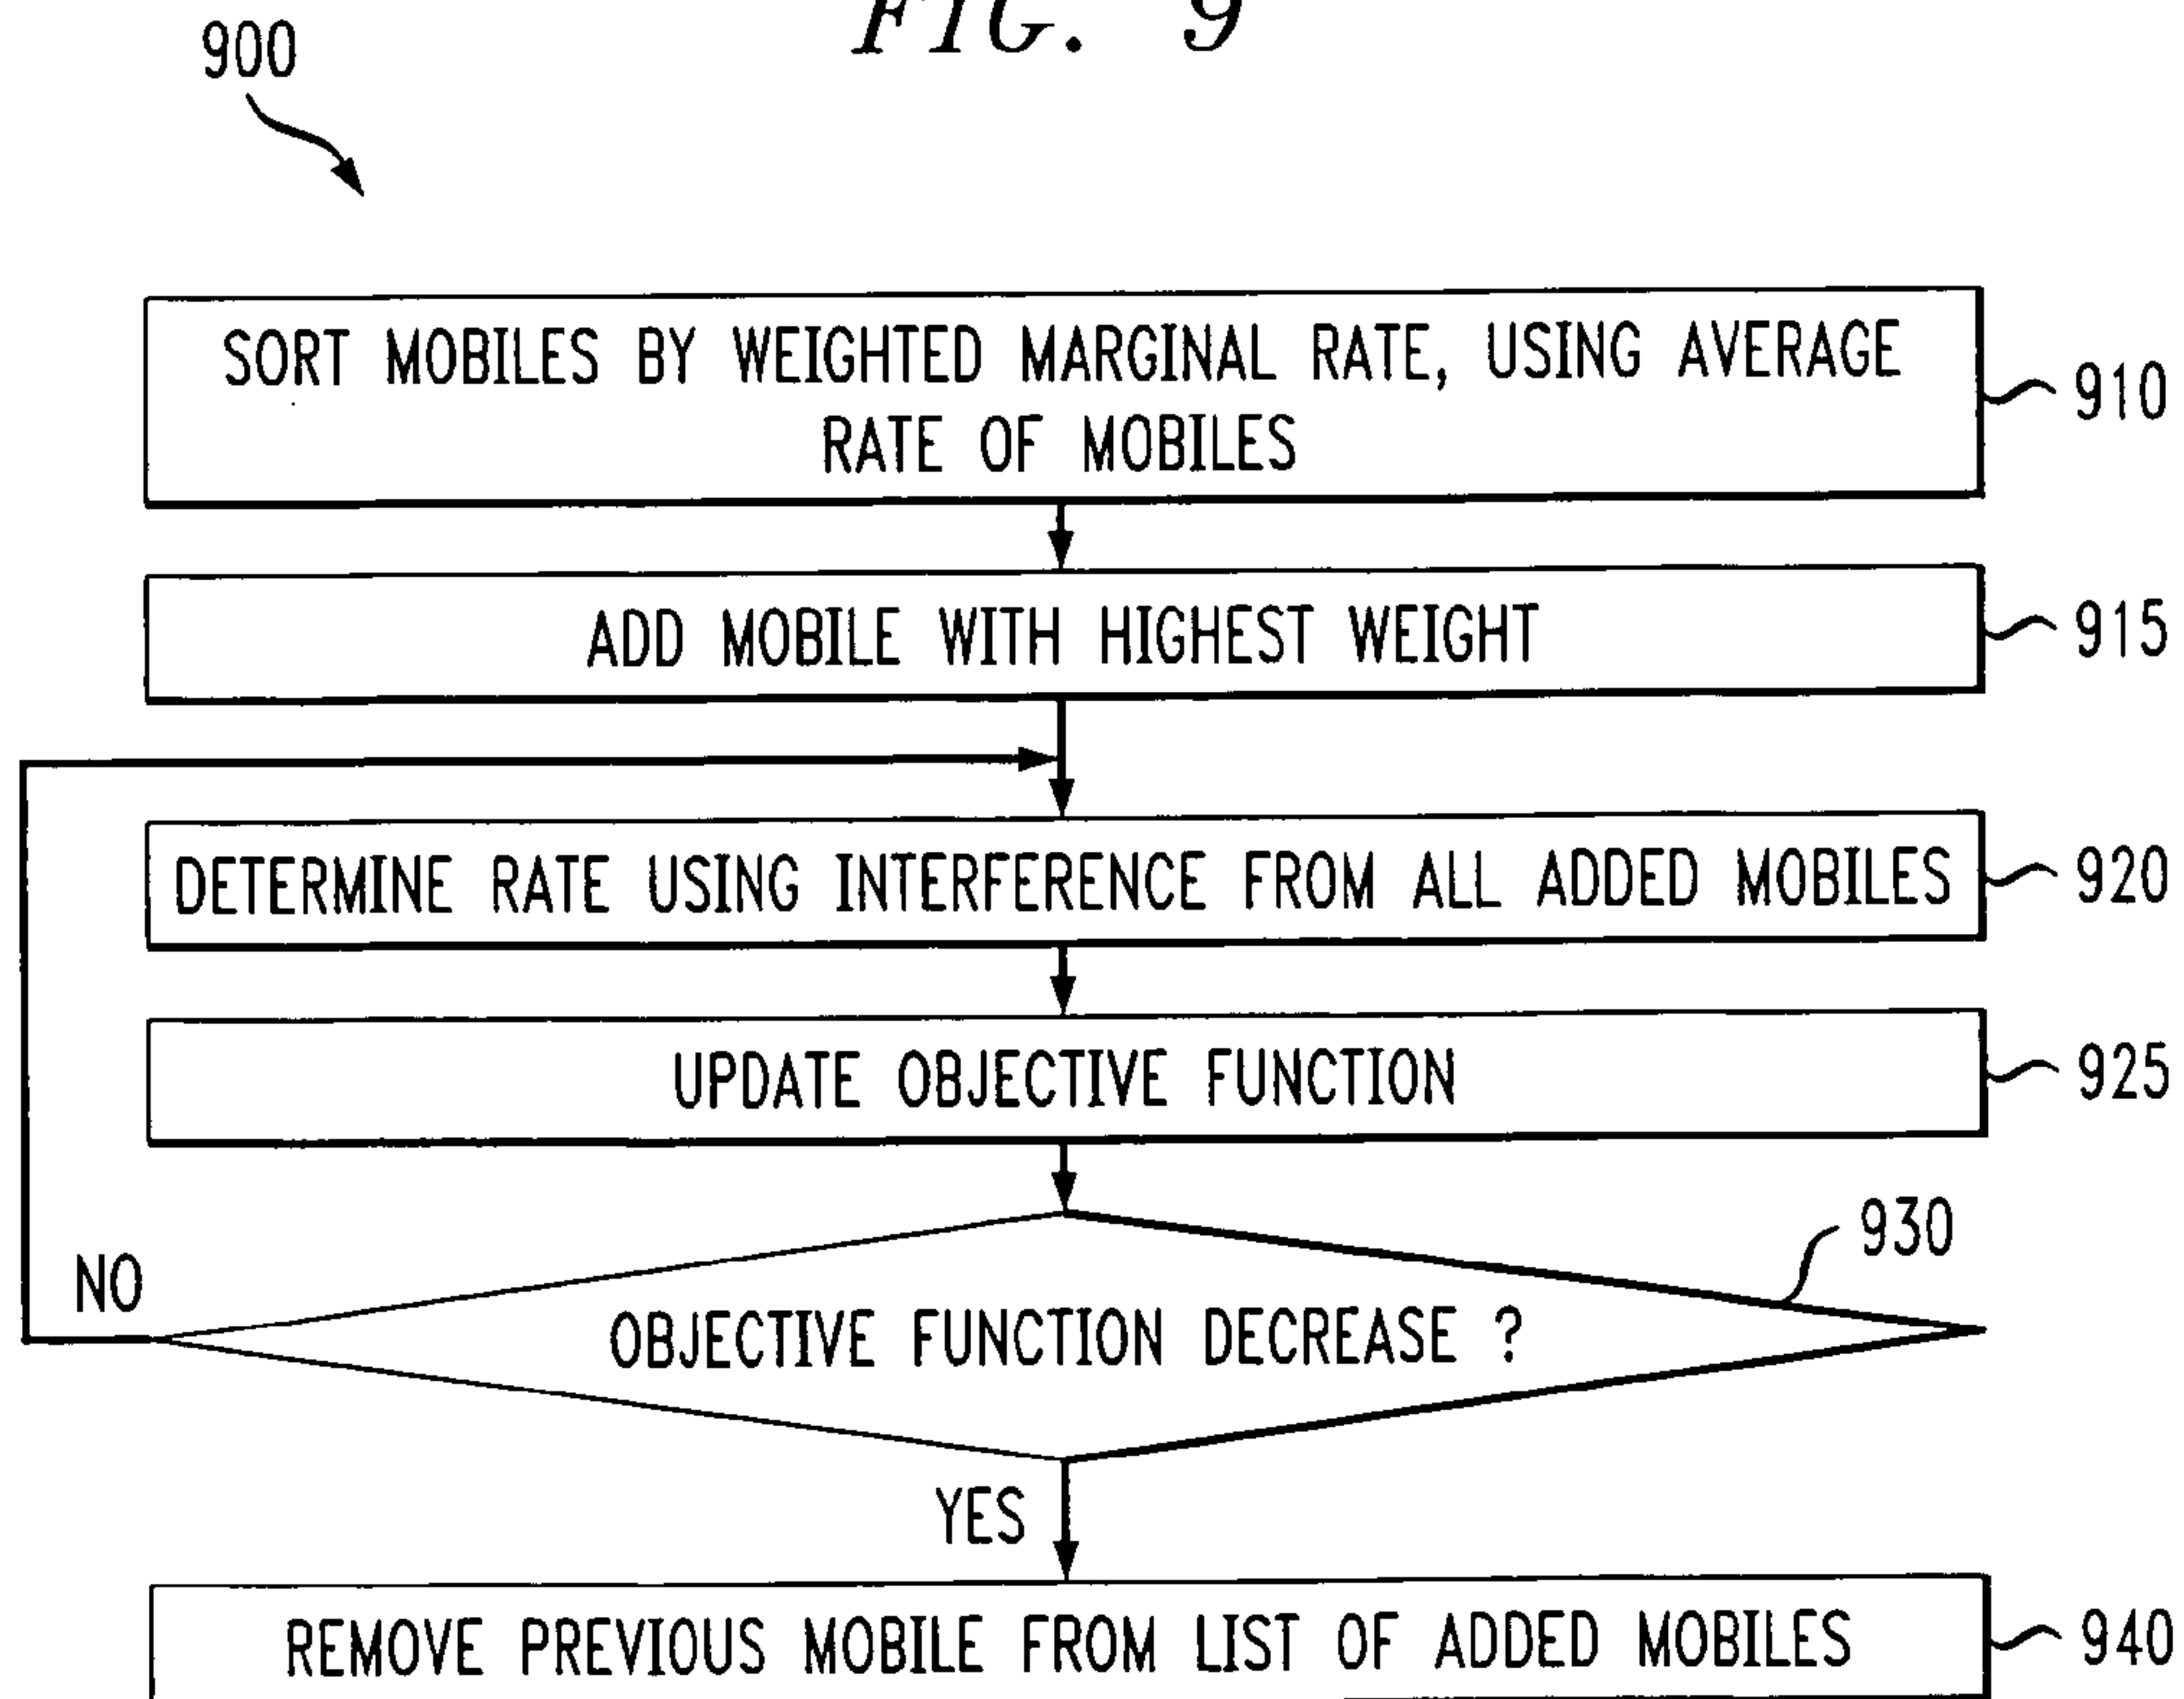 FIG. 9
900
SORT MOBILES BY WEIGHTED MARGINAL RATE, USING AVERAGE
RATE OF MOBILES
910
ADD MOBILE WITH HIGHEST WEIGHT
915
DETERMINE RATE USING INTERFERENCE FROM ALL ADDED MOBILES
920
UPDATE OBJECTIVE FUNCTION
925
930
NO
OBJECTIVE FUNCTION DECREASE ?
YES
REMOVE PREVIOUS MOBILE FROM LIST OF ADDED MOBILES
940